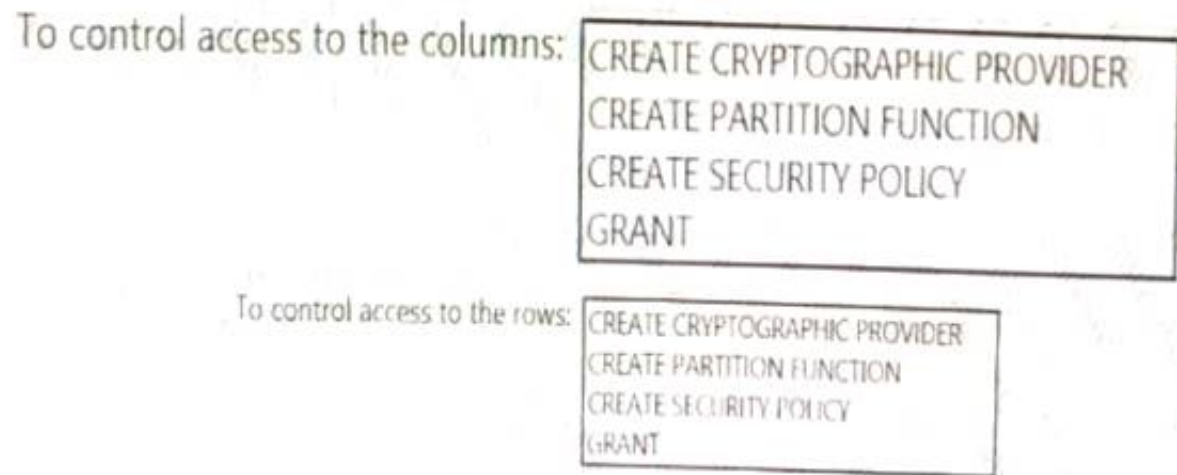 To control access to the columns:
CREATE CRYPTOGRAPHIC PROVIDER
CREATE PARTITION FUNCTION
CREATE SECURITY POLICY
GRANT
To control access to the rows:
CREATE CRYPTOGRAPHIC PROVIDER
CREATE PARTITION FUNCTION
CREATE SECURITY POLICY
GRANT